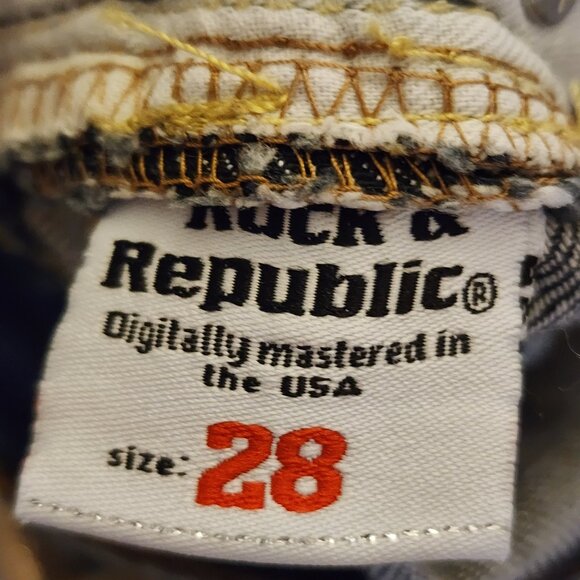 ROCK &
Republic®
Digitally mastered in
the USA
size: 28